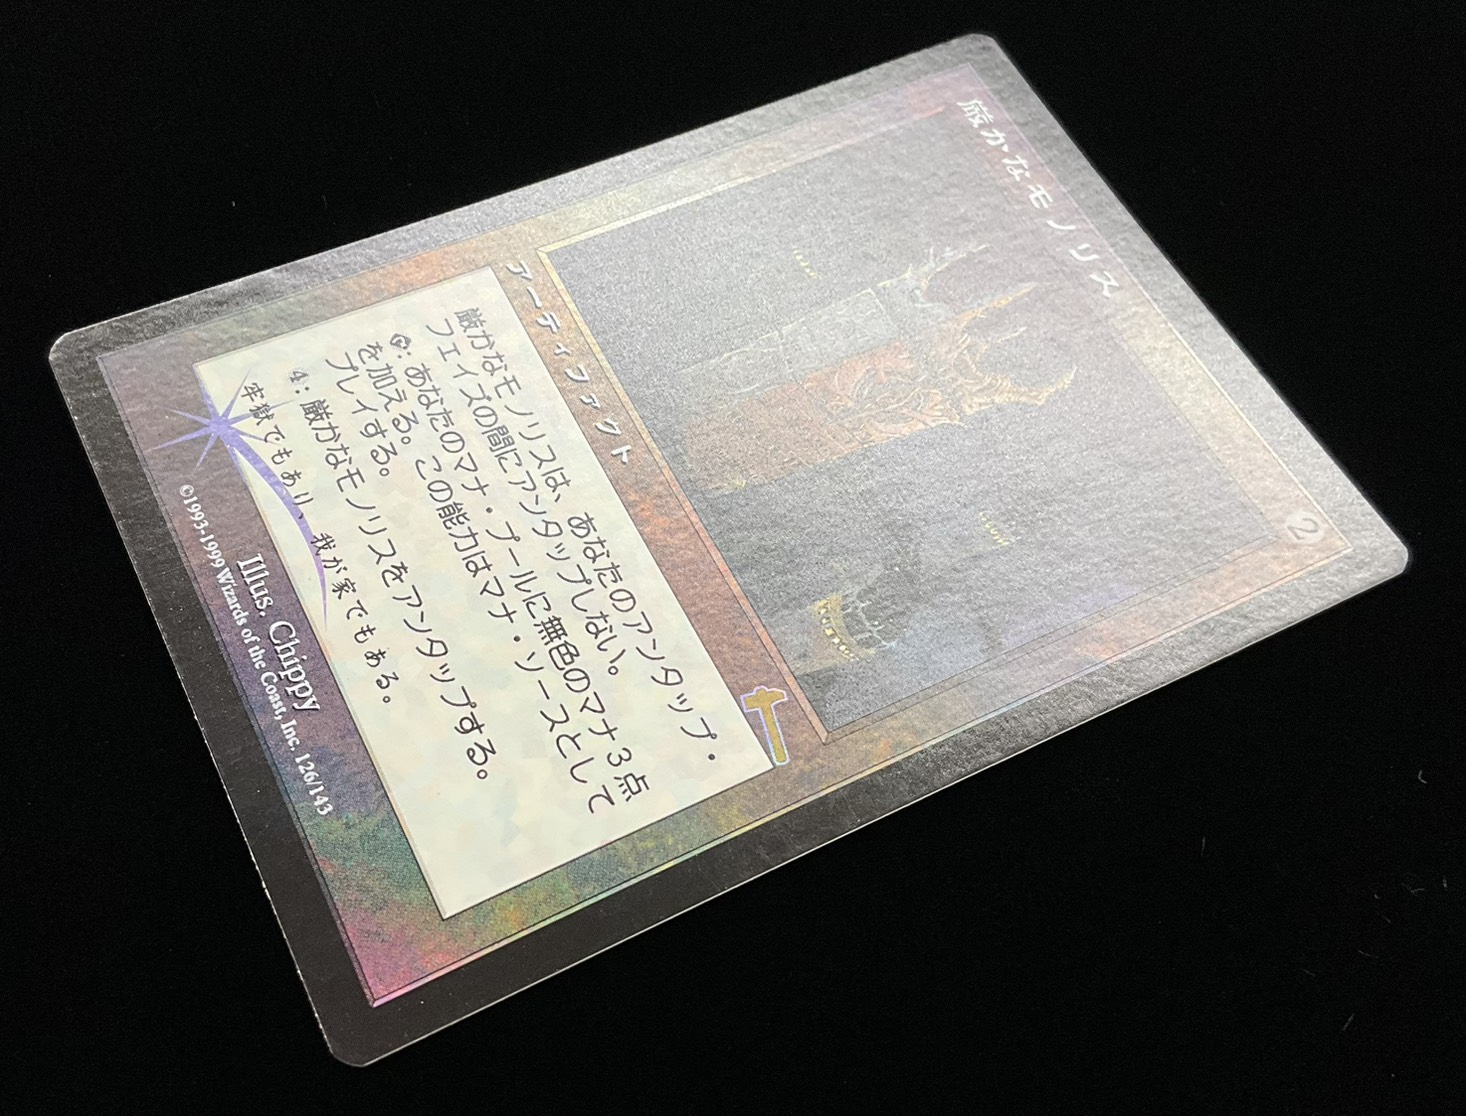 厳かなモノリス
2
アーティファクト
厳かなモノリスは、あなたのアンタップ・
フェイズの間にアンタップしない。
: あなたのマナ・プールに無色のマナ3点
を加える。この能力はマナ・ソースとして
プレイする。
4: 厳かなモノリスをアンタップする。
牢獄でもあり、我が家でもある。
Illus. Chippy
©1993-1999 Wizards of the Coast, Inc. 126/143